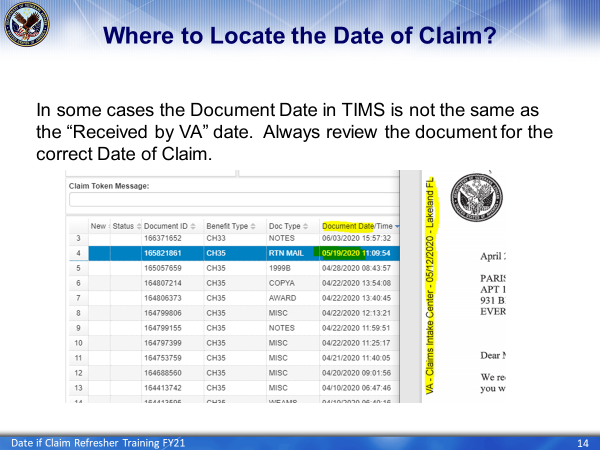 Where to Locate the Date of Claim?
In some cases the Document Date in TIMS is not the same as
the “Received by VA” date.  Always review the document for the
correct Date of Claim.
Claim Token Message:
New Status Document ID Benefit Type Doc Type Document Date/Time
3 166371652 CH33 NOTES 06/03/2020 15:57:32
4 165821861 CH35 RTN MAIL 05/19/2020 11:09:54
5 165057659 CH35 1999B 04/28/2020 08:43:57
6 164807214 CH35 COPYA 04/22/2020 13:54:08
7 164806373 CH35 AWARD 04/22/2020 13:40:45
8 164799806 CH35 MISC 04/22/2020 12:13:21
9 164799155 CH35 NOTES 04/22/2020 11:59:51
10 164797399 CH35 MISC 04/22/2020 11:25:17
11 164753759 CH35 MISC 04/21/2020 11:40:05
12 164688560 CH35 MISC 04/20/2020 09:01:56
13 164413742 CH35 MISC 04/10/2020 06:47:46
VA - Claims Intake Center - 05/12/2020 - Lakeland FL
April
PARIS
APT 1
931 B
EVER
Dear
We re
you w
Date if Claim Refresher Training FY21
14